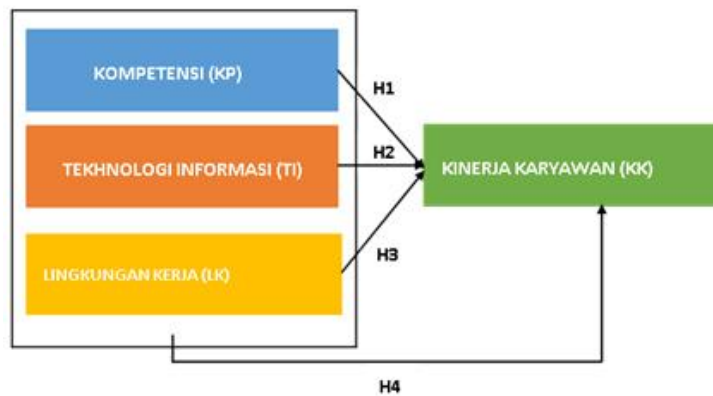 KOMPETENSI (KP)
H1
TEKHNOLOGI INFORMASI (TI)
H2
KINERJA KARYAWAN (KK)
LINGKUNGAN KERJA (LK)
H3
H4